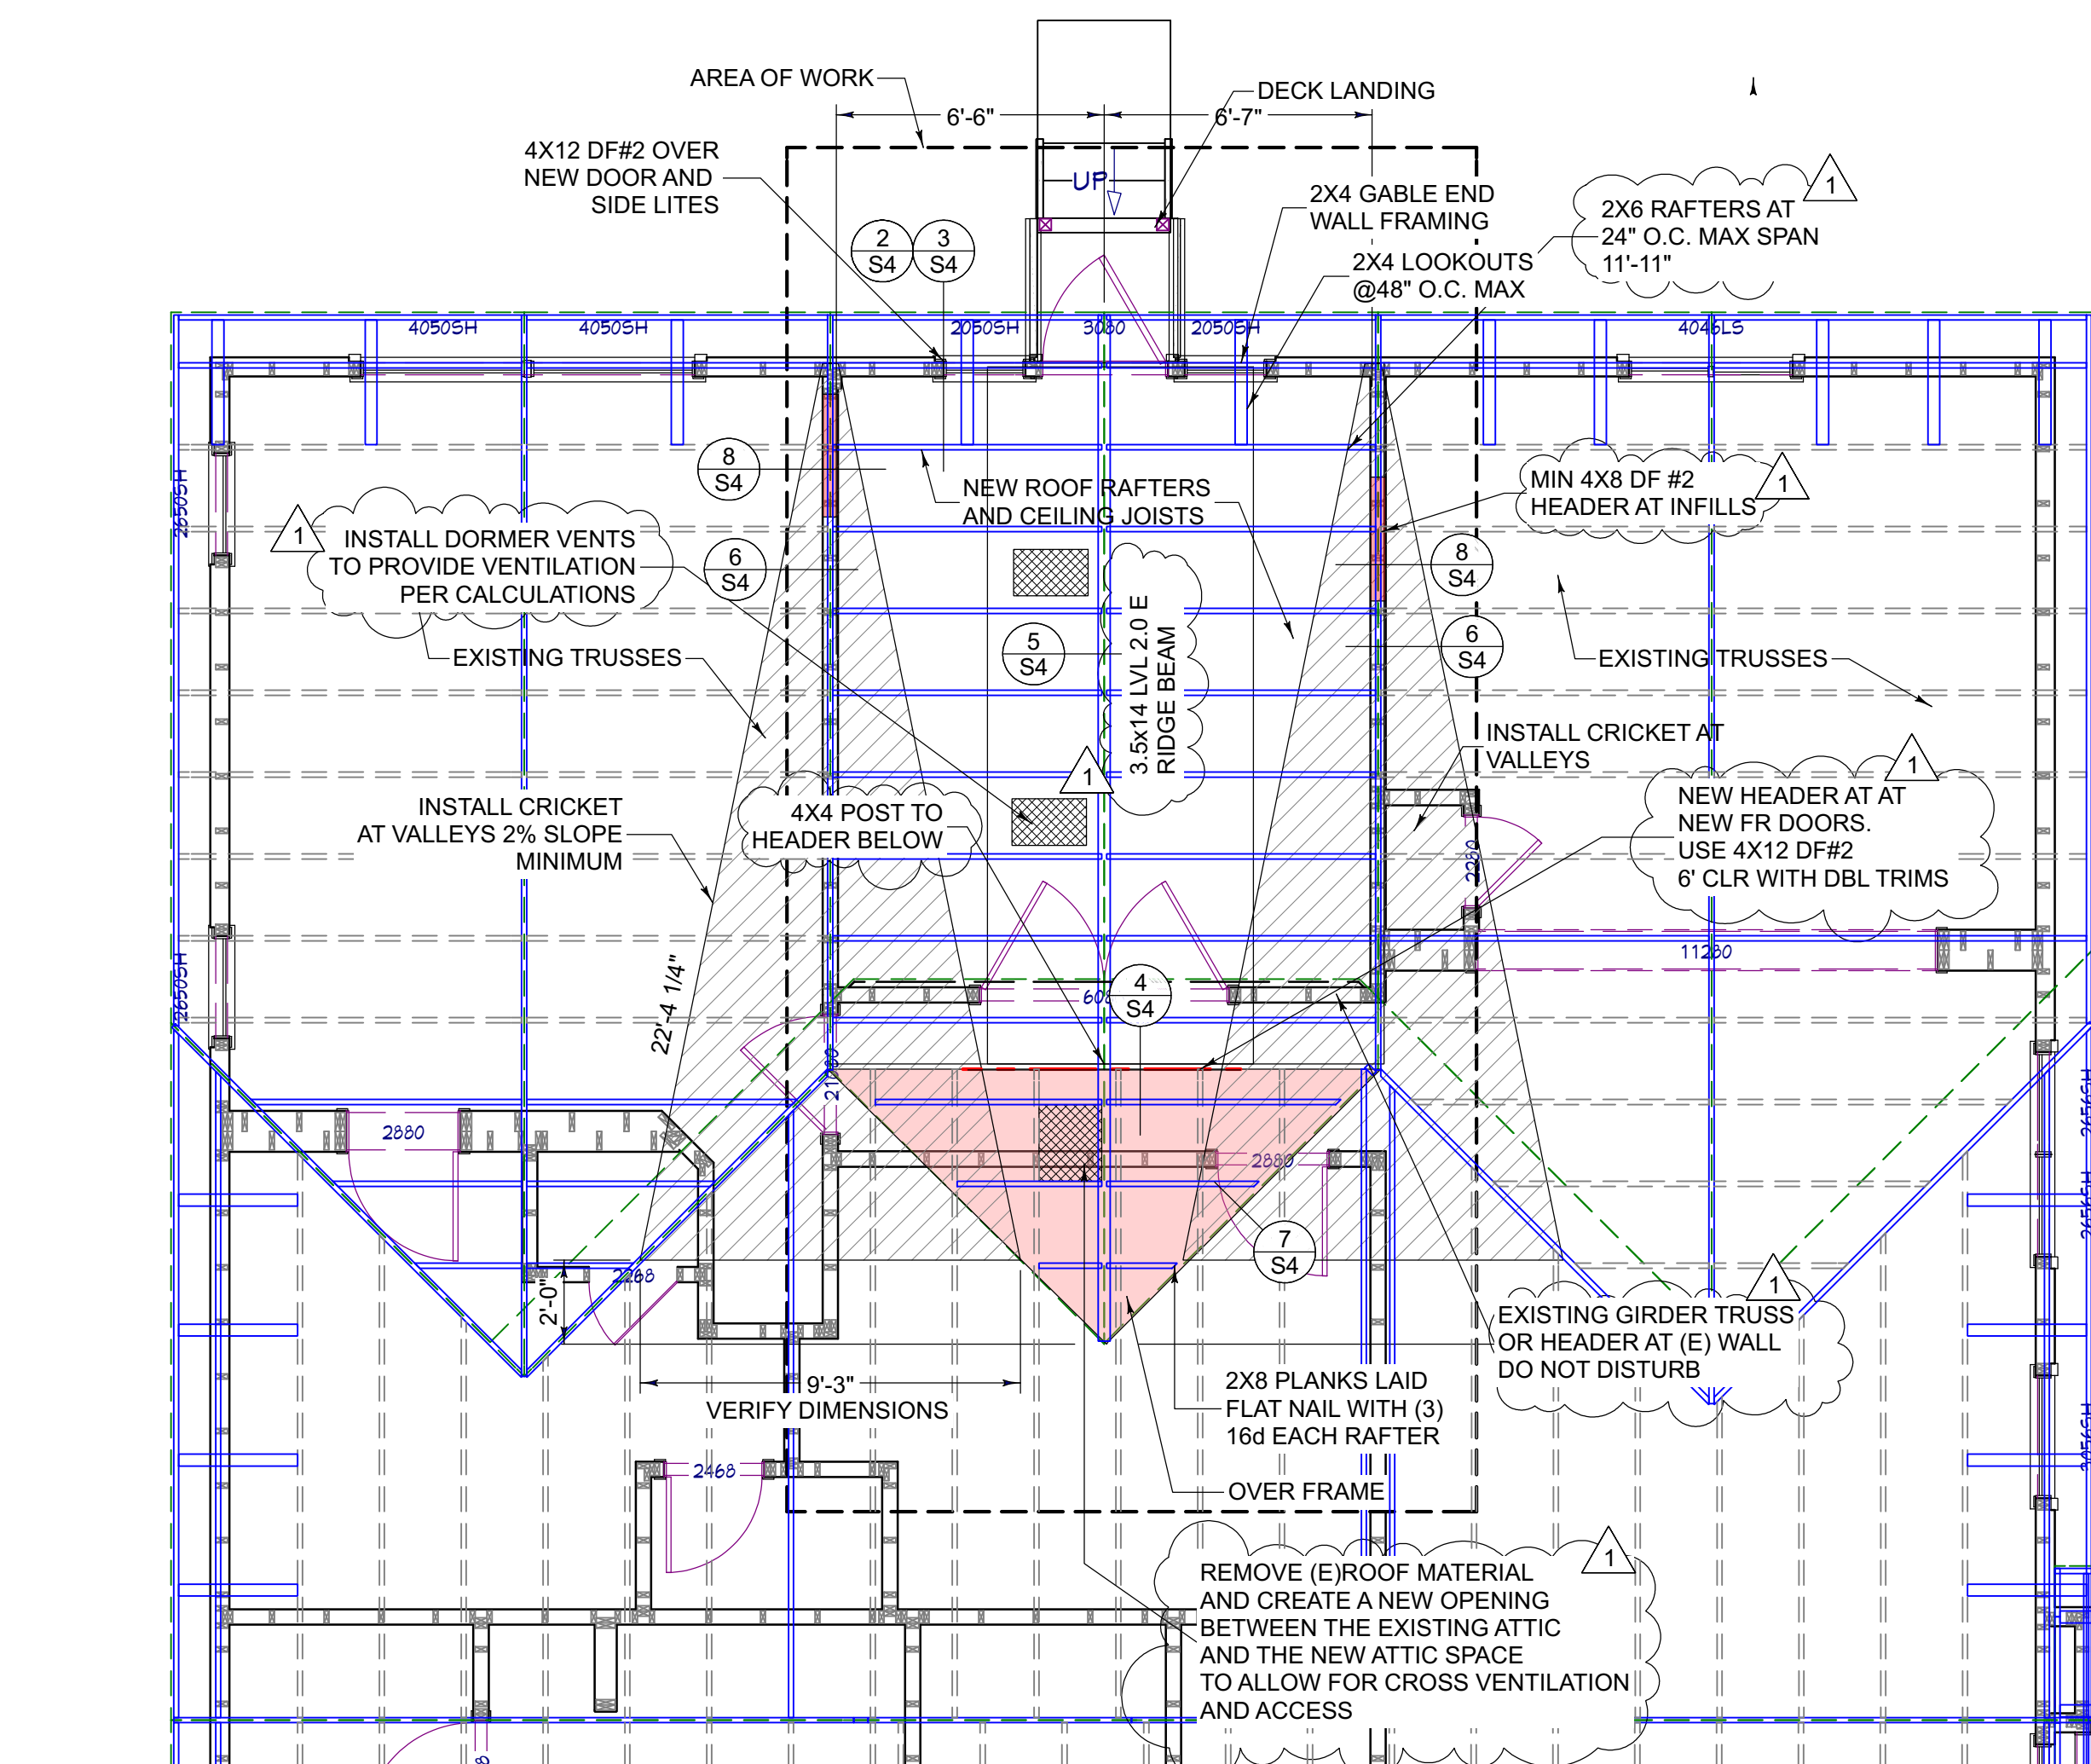 AREA OF WORK
DECK LANDING
6'-6"
6'-7"
4X12 DF#2 OVER
NEW DOOR AND
SIDE LITES
UP
2X4 GABLE END
WALL FRAMING
1
2X6 RAFTERS AT
24" O.C. MAX SPAN
11'-11"
2
S4
3
S4
2X4 LOOKOUTS
@48" O.C. MAX
4050SH
4050SH
2050SH
3080
2050SH
4046LS
8
S4
2650SH
NEW ROOF RAFTERS
AND CEILING JOISTS
MIN 4X8 DF #2
HEADER AT INFILLS
1
1
INSTALL DORMER VENTS
TO PROVIDE VENTILATION
PER CALCULATIONS
6
S4
8
S4
5
S4
3.5x14 LVL 2.0 E
RIDGE BEAM
1
6
S4
EXISTING TRUSSES
EXISTING TRUSSES
INSTALL CRICKET AT
VALLEYS
INSTALL CRICKET
AT VALLEYS 2% SLOPE
MINIMUM
4X4 POST TO
HEADER BELOW
1
NEW HEADER AT AT
NEW FR DOORS.
USE 4X12 DF#2
6' CLR WITH DBL TRIMS
2280
11280
2650SH
22'-4 1/4"
4
S4
2880
2880
7
S4
2268
2'-0"
1
EXISTING GIRDER TRUSS
OR HEADER AT (E) WALL
DO NOT DISTURB
9'-3"
VERIFY DIMENSIONS
2X8 PLANKS LAID
FLAT NAIL WITH (3)
16d EACH RAFTER
2468
OVER FRAME
1
REMOVE (E)ROOF MATERIAL
AND CREATE A NEW OPENING
BETWEEN THE EXISTING ATTIC
AND THE NEW ATTIC SPACE
TO ALLOW FOR CROSS VENTILATION
AND ACCESS